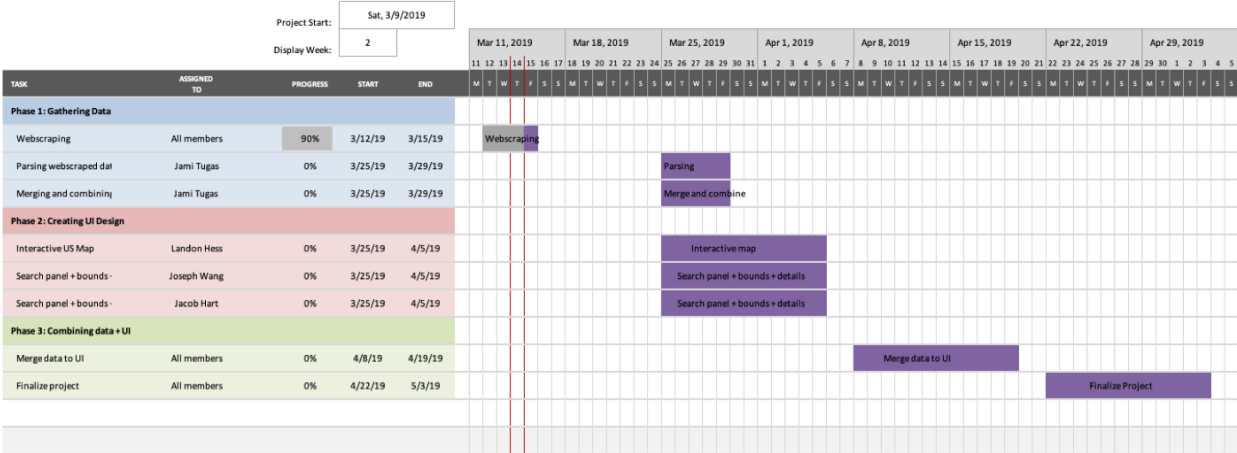 Project Start: Sat, 3/9/2019
Display Week: 2
Mar 11, 2019 Mar 18, 2019 Mar 25, 2019 Apr 1, 2019 Apr 8, 2019 Apr 15, 2019 Apr 22, 2019 Apr 29, 2019
11 12 13 14 15 16 17 18 19 20 21 22 23 24 25 26 27 28 29 30 31 1 2 3 4 5 6 7 8 9 10 11 12 13 14 15 16 17 18 19 20 21 22 23 24 25 26 27 28 29 30 1 2 3 4 5
TASK ASSIGNED TO PROGRESS START END M T W T F S S M T W T F S S M T W T F S S M T W T F S S M T W T F S S M T W T F S S M T W T F S S M T W T F S S
Phase 1: Gathering Data
Webscraping All members 90% 3/12/19 3/15/19 Webscraping
Parsing webscraped dat Jami Tugas 0% 3/25/19 3/29/19 Parsing
Merging and combining Jami Tugas 0% 3/25/19 3/29/19 Merge and combine
Phase 2: Creating UI Design
Interactive US Map Landon Hess 0% 3/25/19 4/5/19 Interactive map
Search panel + bounds - Joseph Wang 0% 3/25/19 4/5/19 Search panel + bounds + details
Search panel + bounds - Jacob Hart 0% 3/25/19 4/5/19 Search panel + bounds + details
Phase 3: Combining data + UI
Merge data to UI All members 0% 4/8/19 4/19/19 Merge data to UI
Finalize project All members 0% 4/22/19 5/3/19 Finalize Project